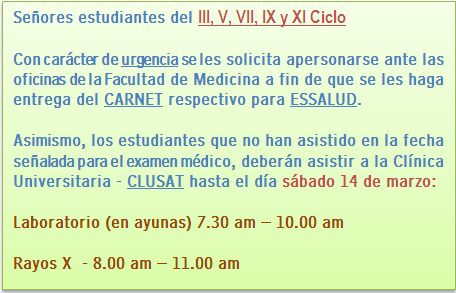 Señores estudiantes del III, V, VII, IX y XI Ciclo
Con carácter de urgencia se les solicita apersonarse ante las
oficinas de la Facultad de Medicina a fin de que se les haga
entrega del CARNET respectivo para ESSALUD.
Asimismo, los estudiantes que no han asistido en la fecha
señalada para el examen médico, deberán asistir a la Clínica
Universitaria - CLUSAT hasta el día sábado 14 de marzo:
Laboratorio (en ayunas) 7.30 am – 10.00 am
Rayos X - 8.00 am – 11.00 am